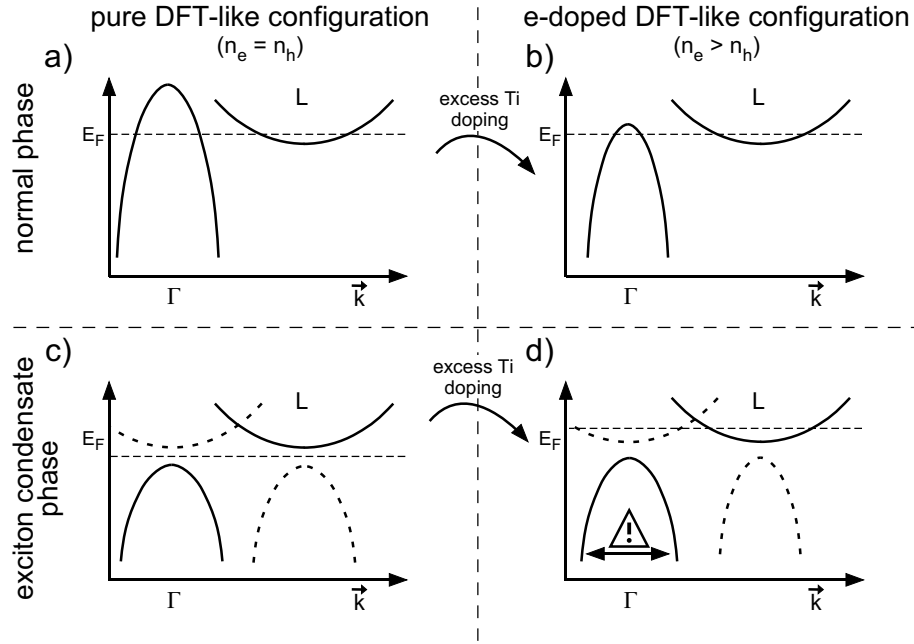 pure DFT-like configuration
(n_e = n_h)
e-doped DFT-like configuration
(n_e > n_h)
normal phase
a)
E_F
L
Γ
k
excess Ti
doping
b)
E_F
L
Γ
k
exciton condensate
phase
c)
E_F
L
Γ
k
excess Ti
doping
d)
E_F
L
!
Γ
k